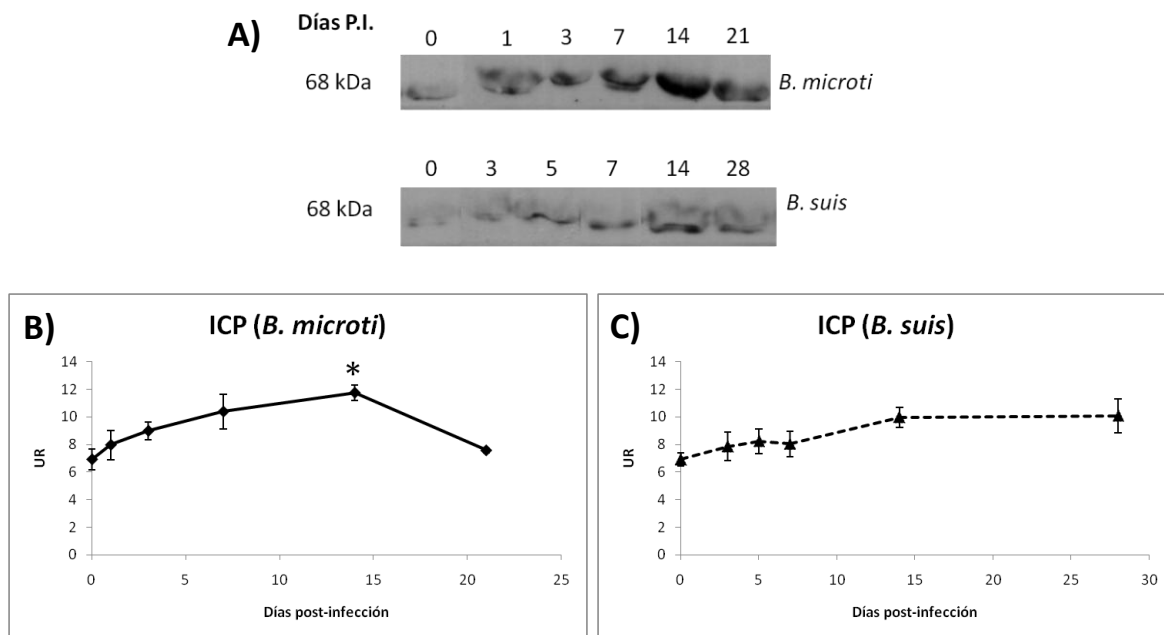 A)
Días P.I.
0 1 3 7 14 21
68 kDa
B. microti
0 3 5 7 14 28
68 kDa
B. suis
B)
ICP (B. microti)
14
12
10
8
6
4
2
0
UR
*
0 5 10 15 20 25
Días post-infección
C)
ICP (B. suis)
14
12
10
8
6
4
2
0
UR
0 5 10 15 20 25 30
Días post-infección